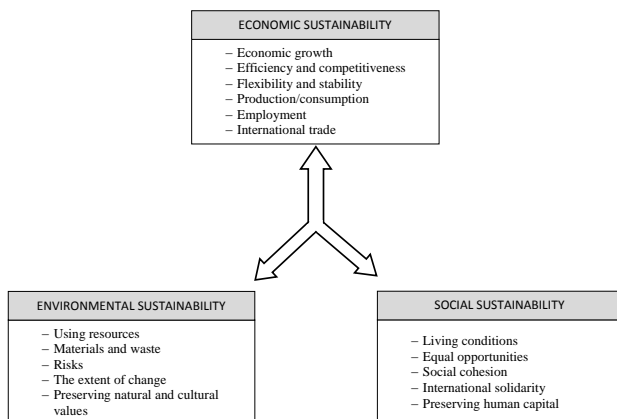 ECONOMIC SUSTAINABILITY
– Economic growth
– Efficiency and competitiveness
– Flexibility and stability
– Production/consumption
– Employment
– International trade
ENVIRONMENTAL SUSTAINABILITY
– Using resources
– Materials and waste
– Risks
– The extent of change
– Preserving natural and cultural
values
SOCIAL SUSTAINABILITY
– Living conditions
– Equal opportunities
– Social cohesion
– International solidarity
– Preserving human capital